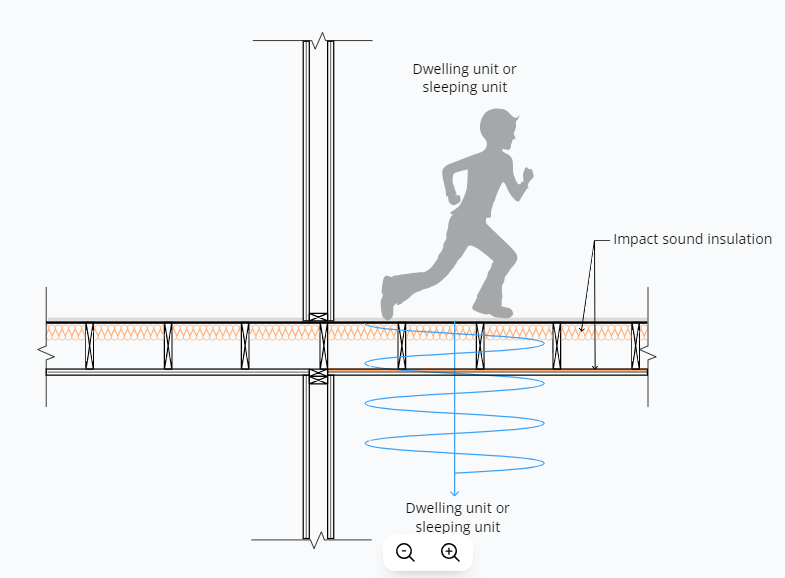 Dwelling unit or
sleeping unit
Impact sound insulation
Dwelling unit or
sleeping unit